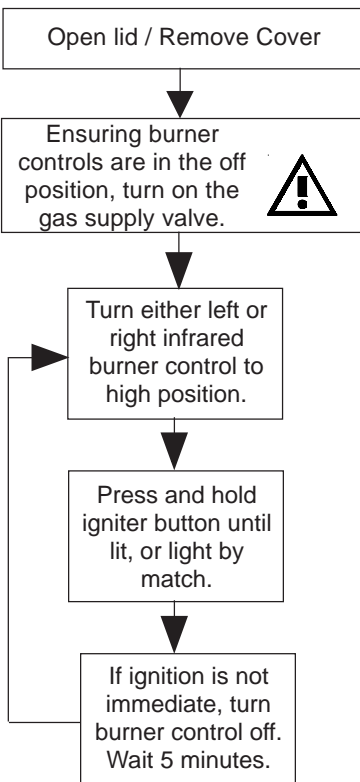 Open lid / Remove Cover
Ensuring burner
controls are in the off
position, turn on the
gas supply valve.
Turn either left or
right infrared
burner control to
high position.
Press and hold
igniter button until
lit, or light by
match.
If ignition is not
immediate, turn
burner control off.
Wait 5 minutes.